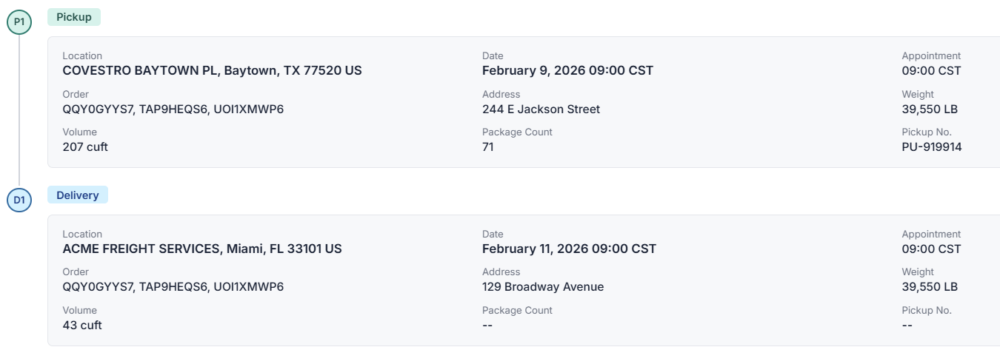 P1
Pickup
Location
COVESTRO BAYTOWN PL, Baytown, TX 77520 US
Date
February 9, 2026 09:00 CST
Appointment
09:00 CST
Order
QQY0GYYS7, TAP9HEQS6, UOI1XMWP6
Address
244 E Jackson Street
Weight
39,550 LB
Volume
207 cuft
Package Count
71
Pickup No.
PU-919914
D1
Delivery
Location
ACME FREIGHT SERVICES, Miami, FL 33101 US
Date
February 11, 2026 09:00 CST
Appointment
09:00 CST
Order
QQY0GYYS7, TAP9HEQS6, UOI1XMWP6
Address
129 Broadway Avenue
Weight
39,550 LB
Volume
43 cuft
Package Count
--
Pickup No.
--